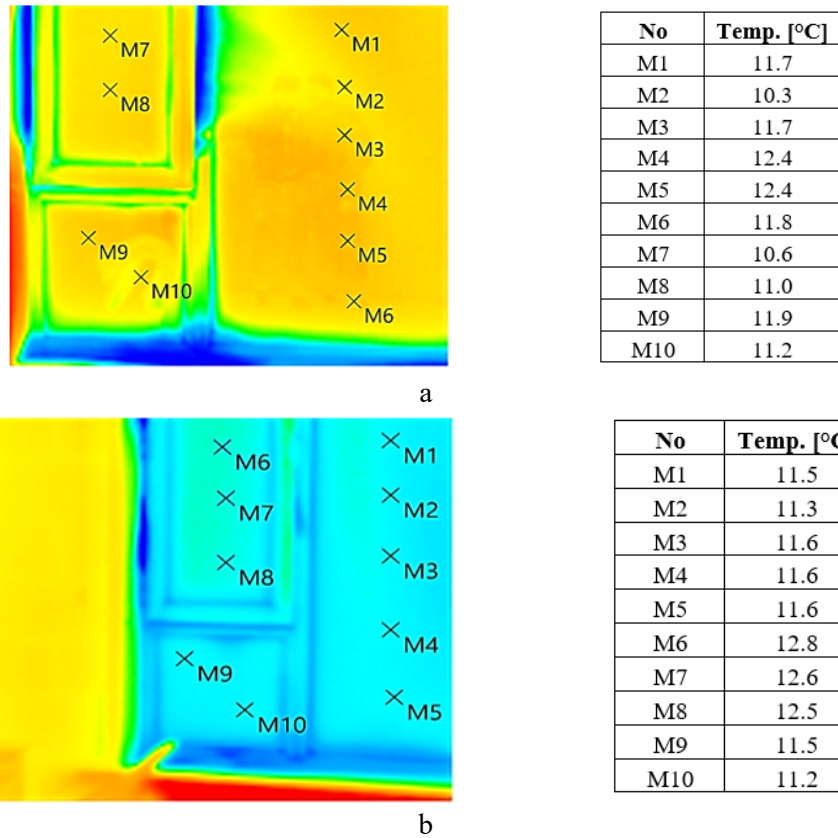 M7
M8
M9
M10
M1
M2
M3
M4
M5
M6
No Temp. [°C]
M1 11.7
M2 10.3
M3 11.7
M4 12.4
M5 12.4
M6 11.8
M7 10.6
M8 11.0
M9 11.9
M10 11.2
a
M6
M7
M8
M9
M10
M1
M2
M3
M4
M5
No Temp. [°C
M1 11.5
M2 11.3
M3 11.6
M4 11.6
M5 11.6
M6 12.8
M7 12.6
M8 12.5
M9 11.5
M10 11.2
b